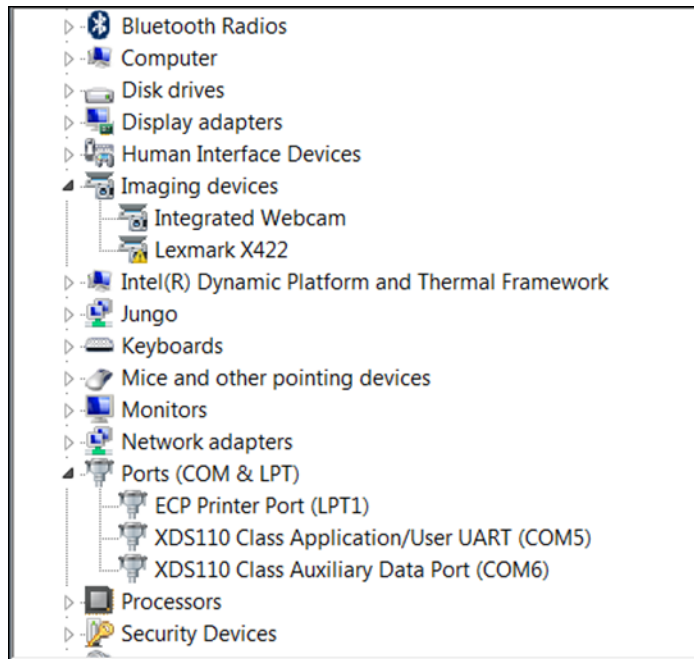 Bluetooth Radios
Computer
Disk drives
Display adapters
Human Interface Devices
Imaging devices
Integrated Webcam
Lexmark X422
Intel(R) Dynamic Platform and Thermal Framework
Jungo
Keyboards
Mice and other pointing devices
Monitors
Network adapters
Ports (COM & LPT)
ECP Printer Port (LPT1)
XDS110 Class Application/User UART (COM5)
XDS110 Class Auxiliary Data Port (COM6)
Processors
Security Devices